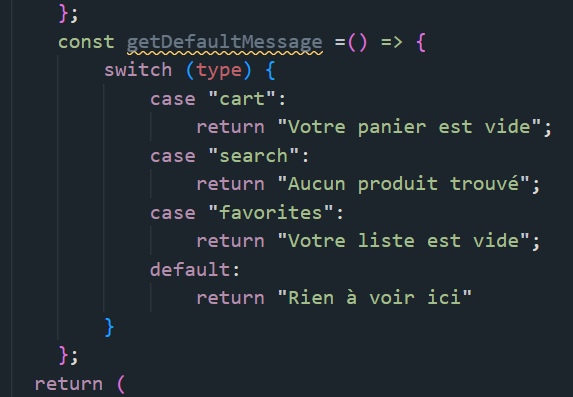 };
const getDefaultMessage =() => {
switch (type) {
case "cart":
return "Votre panier est vide";
case "search":
return "Aucun produit trouvé";
case "favorites":
return "Votre liste est vide";
default:
return "Rien à voir ici"
}
};
return (